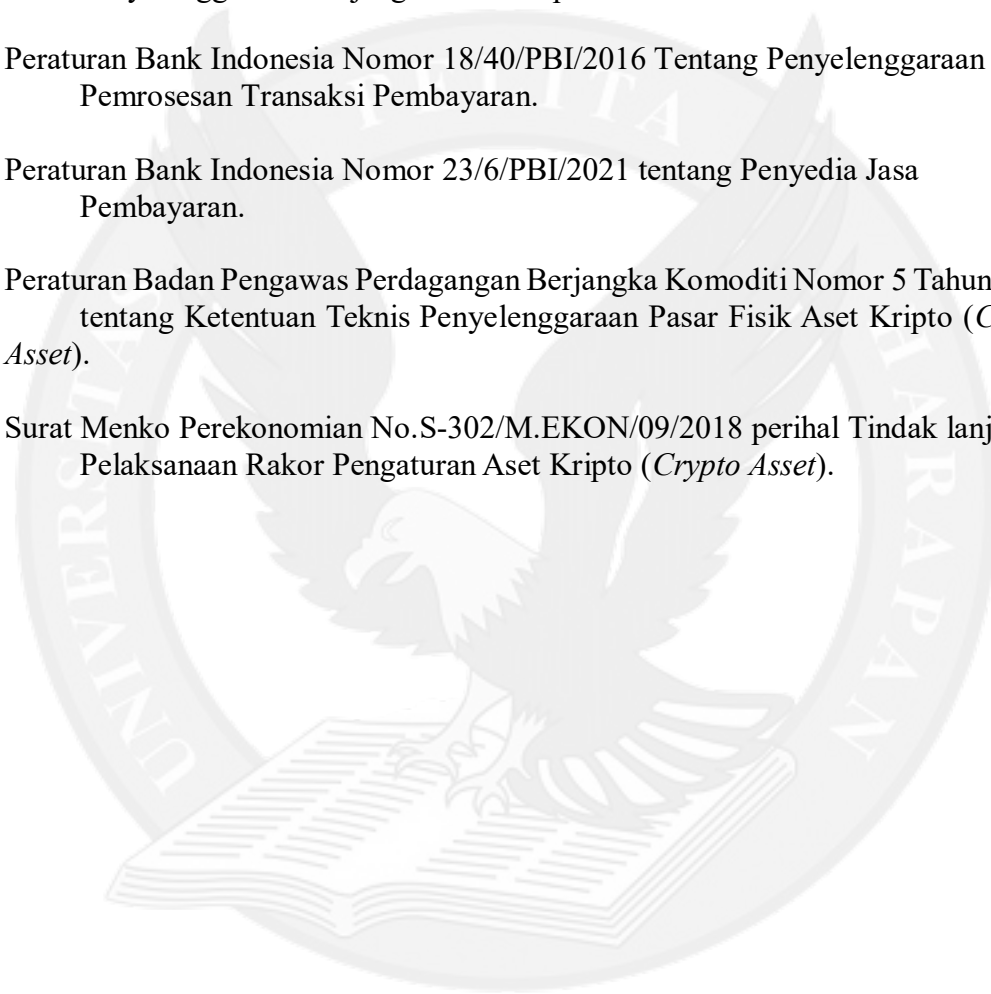 Peraturan Bank Indonesia Nomor 18/40/PBI/2016 Tentang Penyelenggaraan
Pemrosesan Transaksi Pembayaran.
Peraturan Bank Indonesia Nomor 23/6/PBI/2021 tentang Penyedia Jasa
Pembayaran.
Peraturan Badan Pengawas Perdagangan Berjangka Komoditi Nomor 5 Tahun
tentang Ketentuan Teknis Penyelenggaraan Pasar Fisik Aset Kripto (C
Asset).
Surat Menko Perekonomian No.S-302/M.EKON/09/2018 perihal Tindak lanj
Pelaksanaan Rakor Pengaturan Aset Kripto (Crypto Asset).
UNIVERSITAS PELITA HARAPAN